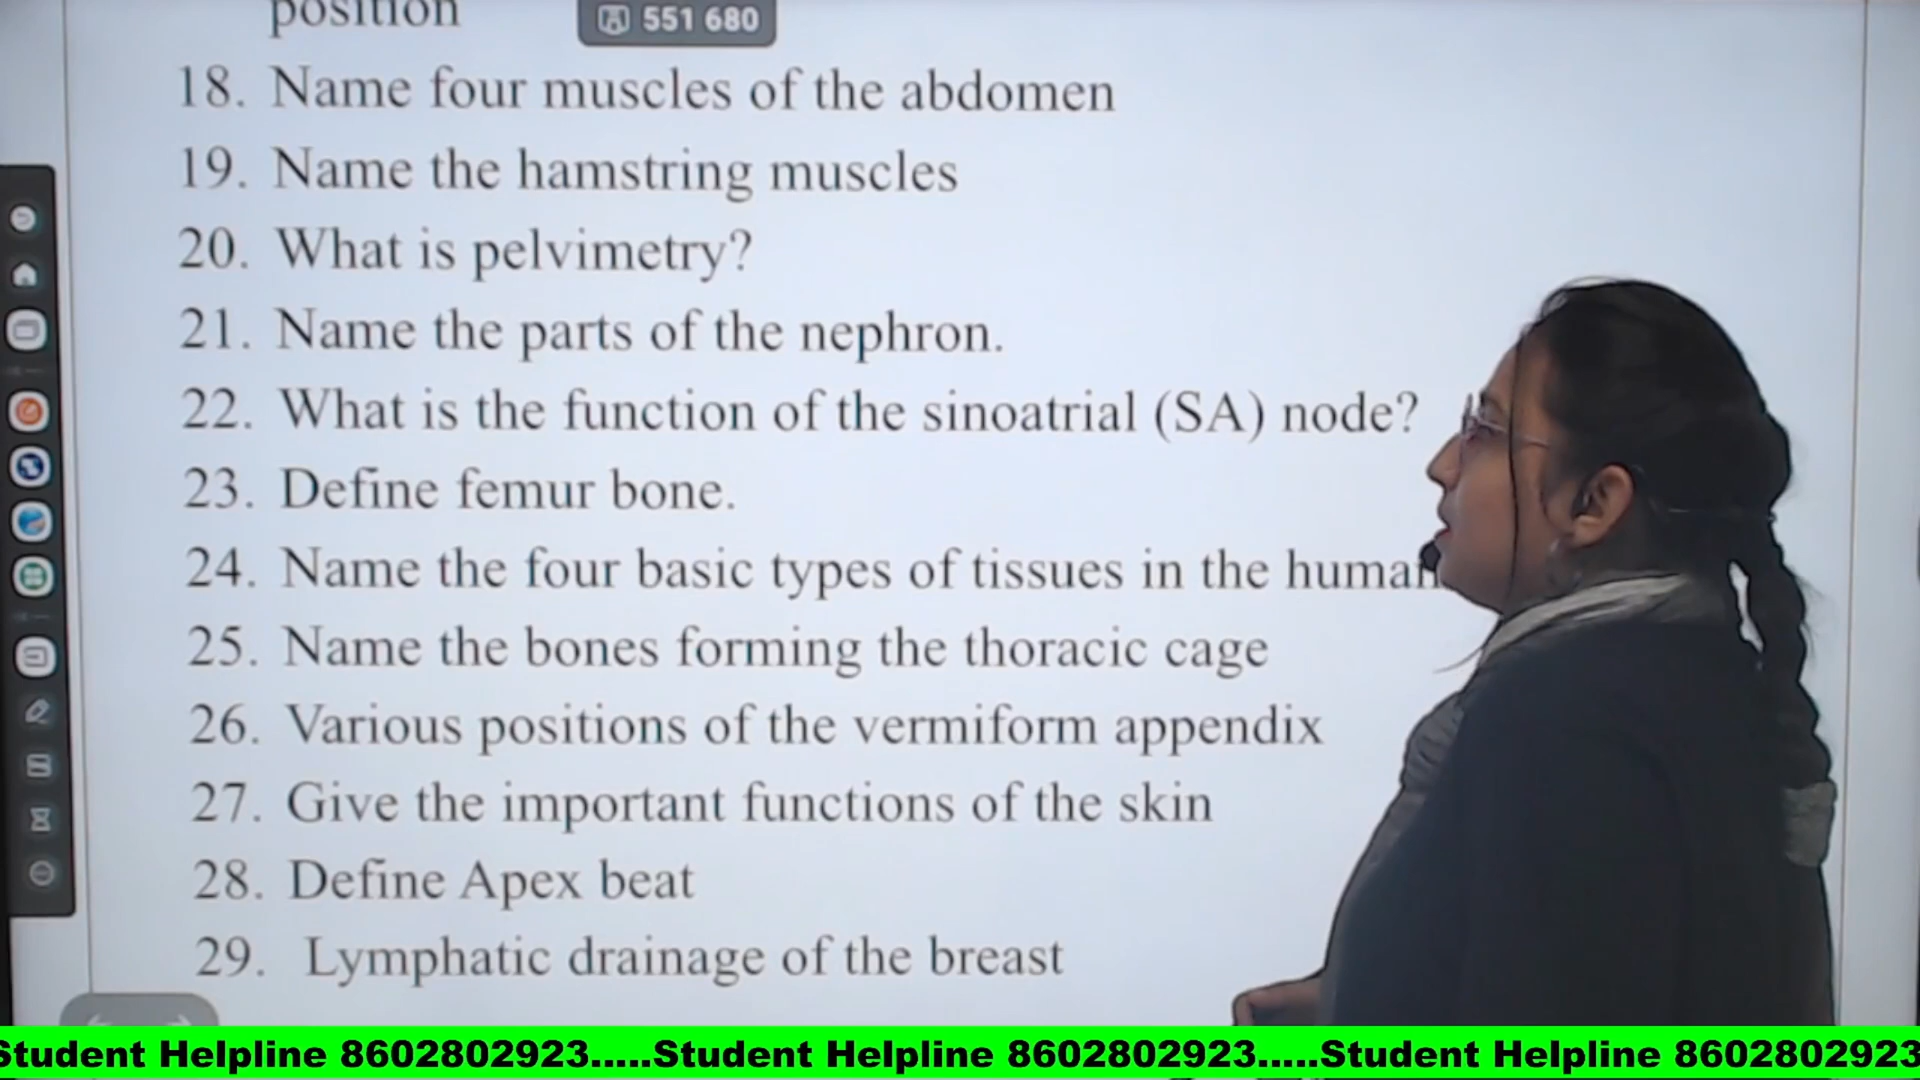 position
551 680
18. Name four muscles of the abdomen
19. Name the hamstring muscles
20. What is pelvimetry?
21. Name the parts of the nephron.
22. What is the function of the sinoatrial (SA) node?
23. Define femur bone.
24. Name the four basic types of tissues in the human
25. Name the bones forming the thoracic cage
26. Various positions of the vermiform appendix
27. Give the important functions of the skin
28. Define Apex beat
29. Lymphatic drainage of the breast
Student Helpline 8602802923.....Student Helpline 8602802923.....Student Helpline 8602802923